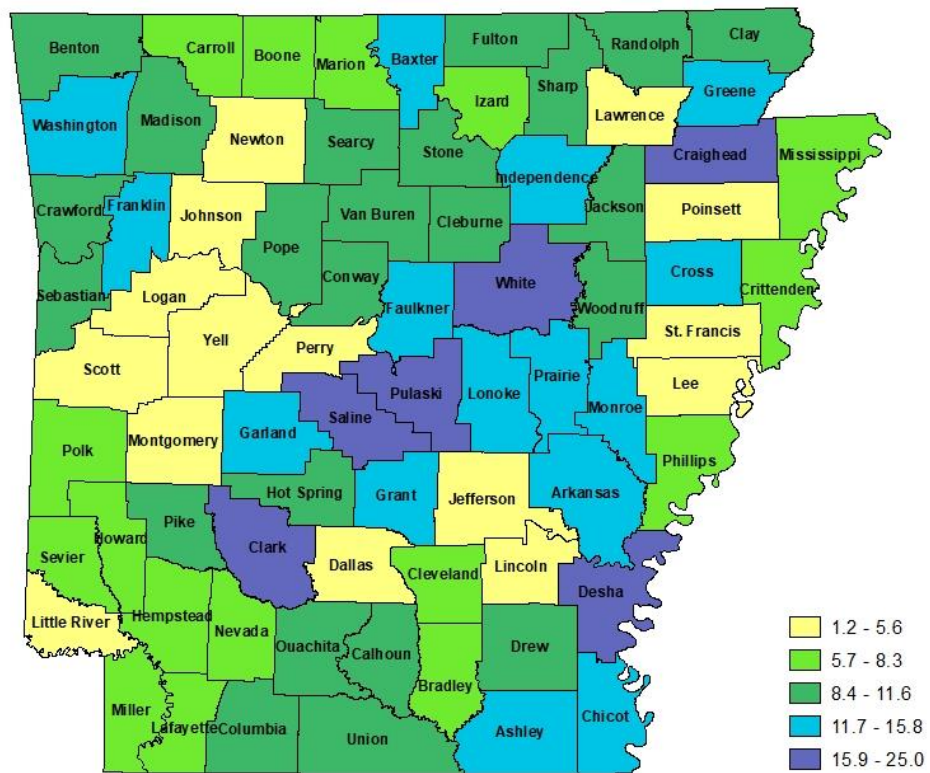 Benton
Carroll
Boone
Marion
Baxter
Fulton
Randolph
Clay
Sharp
Izard
Lawrence
Greene
Washington
Madison
Newton
Searcy
Stone
Independence
Craighead
Mississippi
Jackson
Poinsett
Crawford
Franklin
Johnson
Pope
Van Buren
Cleburne
Conway
White
Woodruff
Cross
Crittenden
Sebastian
Logan
Faulkner
Yell
Perry
St. Francis
Scott
Pulaski
Lonoke
Prairie
Lee
Monroe
Saline
Garland
Montgomery
Polk
Phillips
Hot Spring
Grant
Jefferson
Arkansas
Pike
Howard
Clark
Sevier
Dallas
Cleveland
Lincoln
Desha
Little River
Hempstead
Nevada
Ouachita
Calhoun
Drew
Bradley
Miller
Lafayette
Columbia
Union
Ashley
Chicot
1.2 - 5.6
5.7 - 8.3
8.4 - 11.6
11.7 - 15.8
15.9 - 25.0